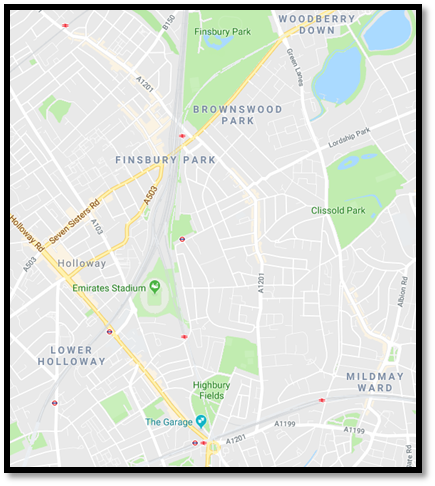 WOODBERRY
DOWN
B150
Finsbury Park
Green Lanes
A1201
BROWNSWOOD
PARK
Lordship Park
FINSBURY PARK
A503
Seven Sisters Rd
Clissold Park
Holloway Rd
A103
A503
Holloway
Emirates Stadium
A1201
Albion Rd
LOWER
HOLLOWAY
MILDMAY
WARD
Highbury
Fields
The Garage
A1201
A1199
A1199